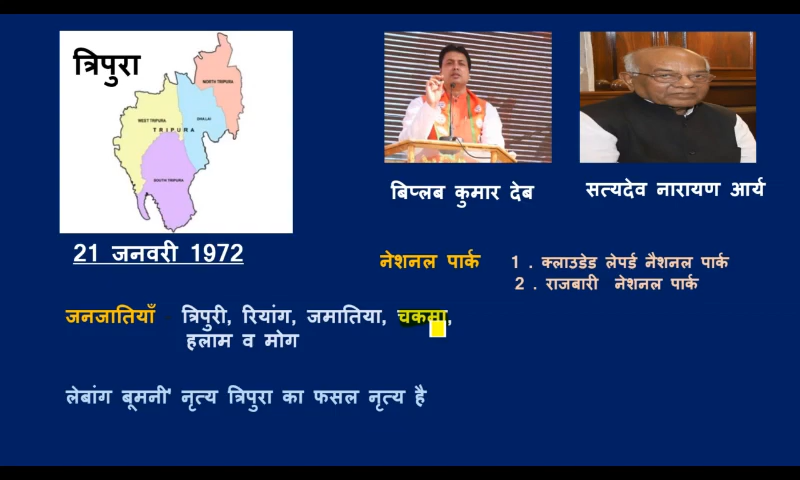 त्रिपुरा
NORTH TRIPURA
WEST TRIPURA
DHALAI
TRIPURA
SOUTH TRIPURA
21 जनवरी 1972
बिप्लब कुमार देब
सत्यदेव नारायण आर्य
नेशनल पार्क 1 . क्लाउडेड लेपर्ड नैशनल पार्क
2 . राजबारी नेशनल पार्क
जनजातियाँ त्रिपुरी, रियांग, जमातिया, चकमा,
हलाम व मोग
लेबांग बूमनी' नृत्य त्रिपुरा का फसल नृत्य है